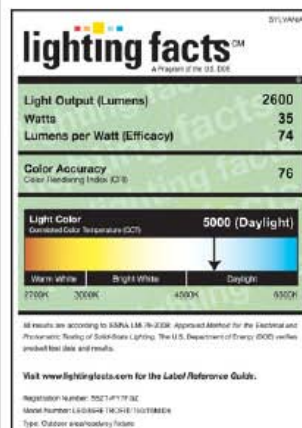 SYLVANIA
lighting factsCM
A Program of the U.S. DOE
Light Output (Lumens) 2600
Watts 35
Lumens per Watt (Efficacy) 74
Color Accuracy 76
Color Rendering Index (CRI)
Light Color 5000 (Daylight)
Correlated Color Temperature (CCT)
Warm White Bright White Daylight
2700K 3000K 4500K 6500K
All results are according to IESNA LM-79-2008: Approved Method for the Electrical and
Photometric Testing of Solid-State Lighting. The U.S. Department of Energy (DOE) verifies
product test data and results.
Visit www.lightingfacts.com for the Label Reference Guide.
Registration Number:
Model Number:
Type: Outdoor area/roadway fixture